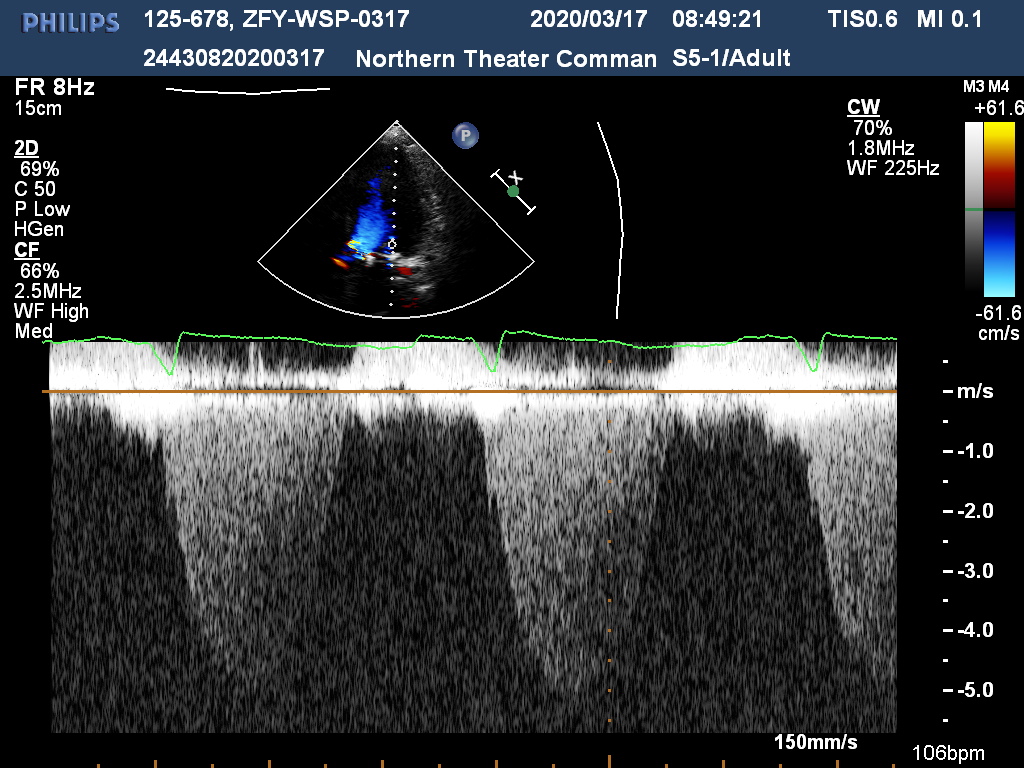 PHILIPS 125-678, ZFY-WSP-0317 2020/03/17 08:49:21 TIS0.6 MI 0.1
24430820200317 Northern Theater Comman S5-1/Adult
FR 8Hz
15cm
2D
69%
C 50
P Low
HGen
CF
66%
2.5MHz
WF High
Med
P
X
CW
70%
1.8MHz
WF 225Hz
M3 M4
+61.6
-61.6
cm/s
m/s
-1.0
-2.0
-3.0
-4.0
-5.0
150mm/s
106bpm